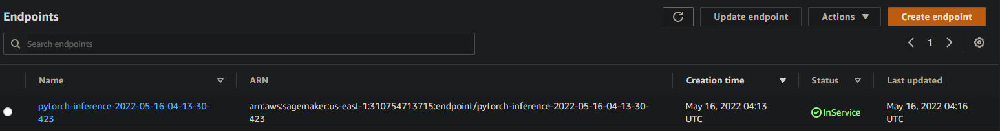 Endpoints
Update endpoint
Actions
Create endpoint
Search endpoints
1
Name
ARN
Creation time
Status
Last updated
pytorch-inference-2022-05-16-04-13-30-
423
arn:aws:sagemaker:us-east-1:310754713715:endpoint/pytorch-inference-2022-05-16-04-13-30-
423
May 16, 2022 04:13
UTC
InService
May 16, 2022 04:16
UTC